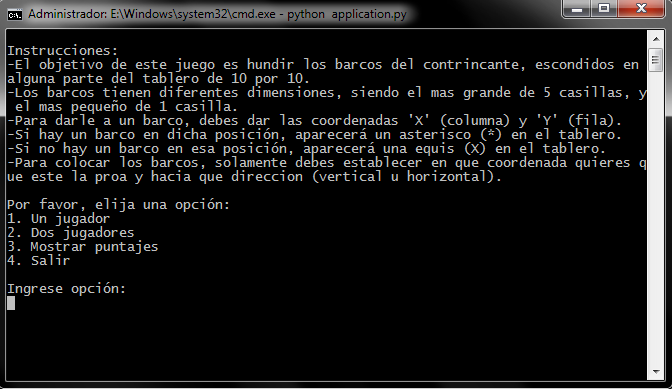 Administrador: E:\Windows\system32\cmd.exe - python  application.py
Instrucciones:
-El objetivo de este juego es hundir los barcos del contrincante, escondidos en
alguna parte del tablero de 10 por 10.
-Los barcos tienen diferentes dimensiones, siendo el mas grande de 5 casillas, y
 el mas pequeño de 1 casilla.
-Para darle a un barco, debes dar las coordenadas 'X' (columna) y 'Y' (fila).
-Si hay un barco en dicha posición, aparecerá un asterisco (*) en el tablero.
-Si no hay un barco en esa posición, aparecerá una equis (X) en el tablero.
-Para colocar los barcos, solamente debes establecer en que coordenada quieres q
ue este la proa y hacia que direccion (vertical u horizontal).
Por favor, elija una opción:
1. Un jugador
2. Dos jugadores
3. Mostrar puntajes
4. Salir
Ingrese opción: